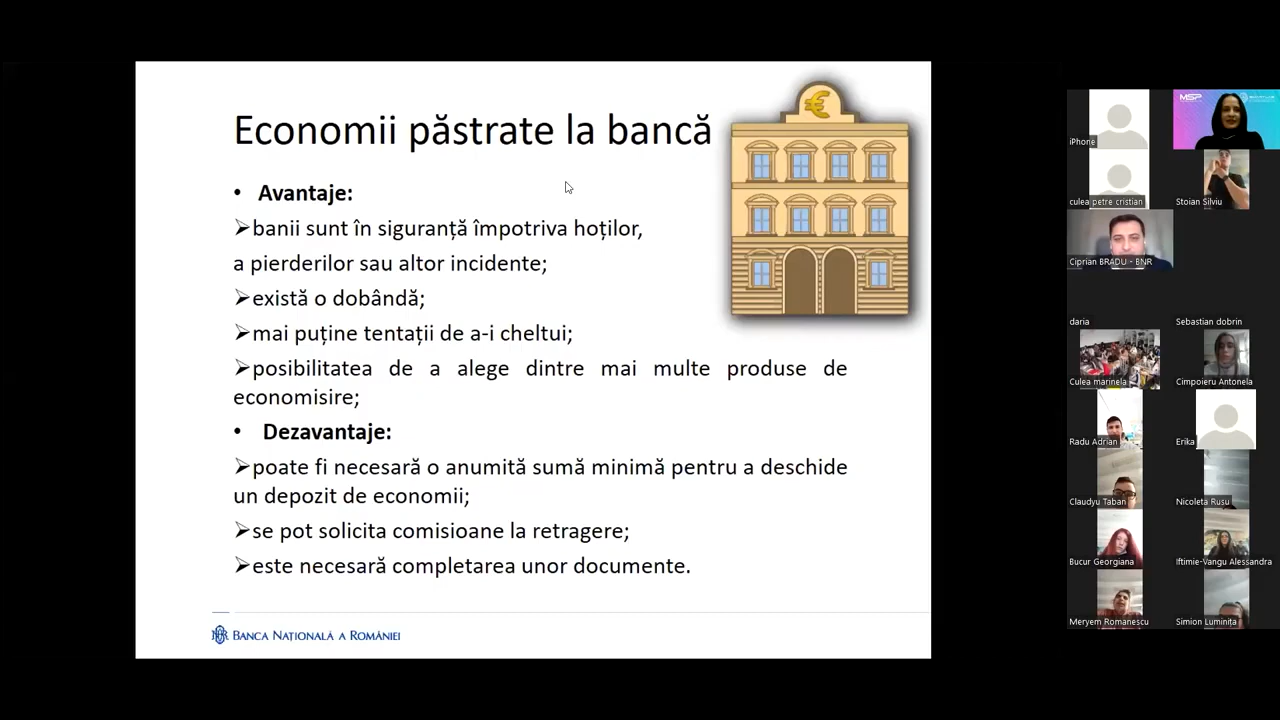 Economii păstrate la bancă
€
• Avantaje:
➢banii sunt în siguranță împotriva hoților,
a pierderilor sau altor incidente;
➢există o dobândă;
➢mai puține tentații de a-i cheltui;
➢posibilitatea de a alege dintre mai multe produse de
economisire;
• Dezavantaje:
➢poate fi necesară o anumită sumă minimă pentru a deschide
un depozit de economii;
➢se pot solicita comisioane la retragere;
➢este necesară completarea unor documente.
BANCA NAȚIONALĂ A ROMÂNIEI
iPhone
MSP
culea petre cristian
Stoian Silviu
Ciprian BRADU - BNR
daria
Sebastian dobrin
Culea marinela
Cimpoieru Antonela
Radu Adrian
Erika
Claudyu Taban
Nicoleta Rusu
Bucur Georgiana
Iftimie-Vangu Alessandra
Meryem Romanescu
Simion Luminița